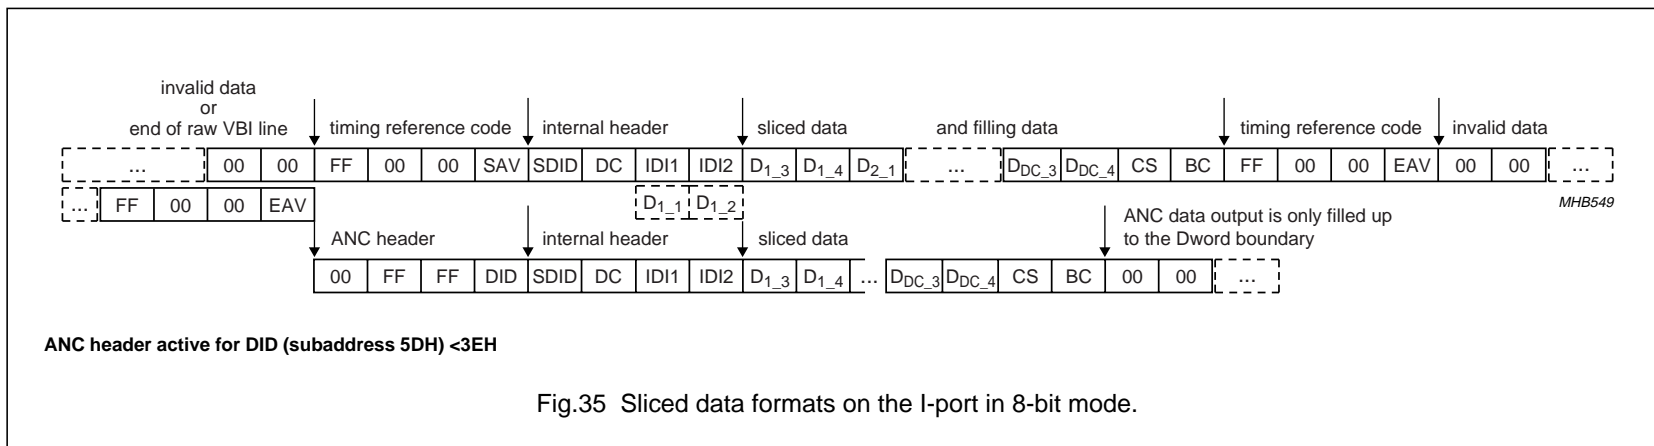 invalid data
or
end of raw VBI line
timing reference code internal header sliced data and filling data timing reference code invalid data
... 00 00 FF 00 00 SAV SDID DC IDI1 IDI2 D1_3 D1_4 D2_1 ... DDC_3 DDC_4 CS BC FF 00 00 EAV 00 00 ...
... FF 00 00 EAV D1_1 D1_2 MHB549
ANC header internal header sliced data
ANC data output is only filled up
to the Dword boundary
00 FF FF DID SDID DC IDI1 IDI2 D1_3 D1_4 ... DDC_3 DDC_4 CS BC 00 00 ...
ANC header active for DID (subaddress 5DH) <3EH
Fig.35 Sliced data formats on the I-port in 8-bit mode.